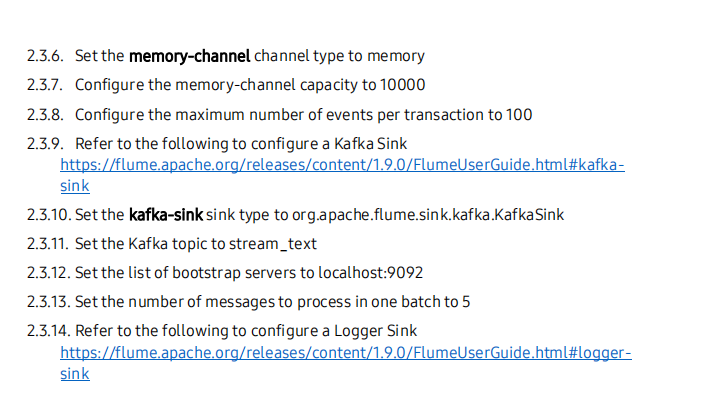 2.3.6. Set the memory-channel channel type to memory
2.3.7. Configure the memory-channel capacity to 10000
2.3.8. Configure the maximum number of events per transaction to 100
2.3.9. Refer to the following to configure a Kafka Sink
https://flume.apache.org/releases/content/1.9.0/FlumeUserGuide.html#kafka-
sink
2.3.10. Set the kafka-sink sink type to org.apache.flume.sink.kafka.KafkaSink
2.3.11. Set the Kafka topic to stream_text
2.3.12. Set the list of bootstrap servers to localhost:9092
2.3.13. Set the number of messages to process in one batch to 5
2.3.14. Refer to the following to configure a Logger Sink
https://flume.apache.org/releases/content/1.9.0/FlumeUserGuide.html#logger-
sink